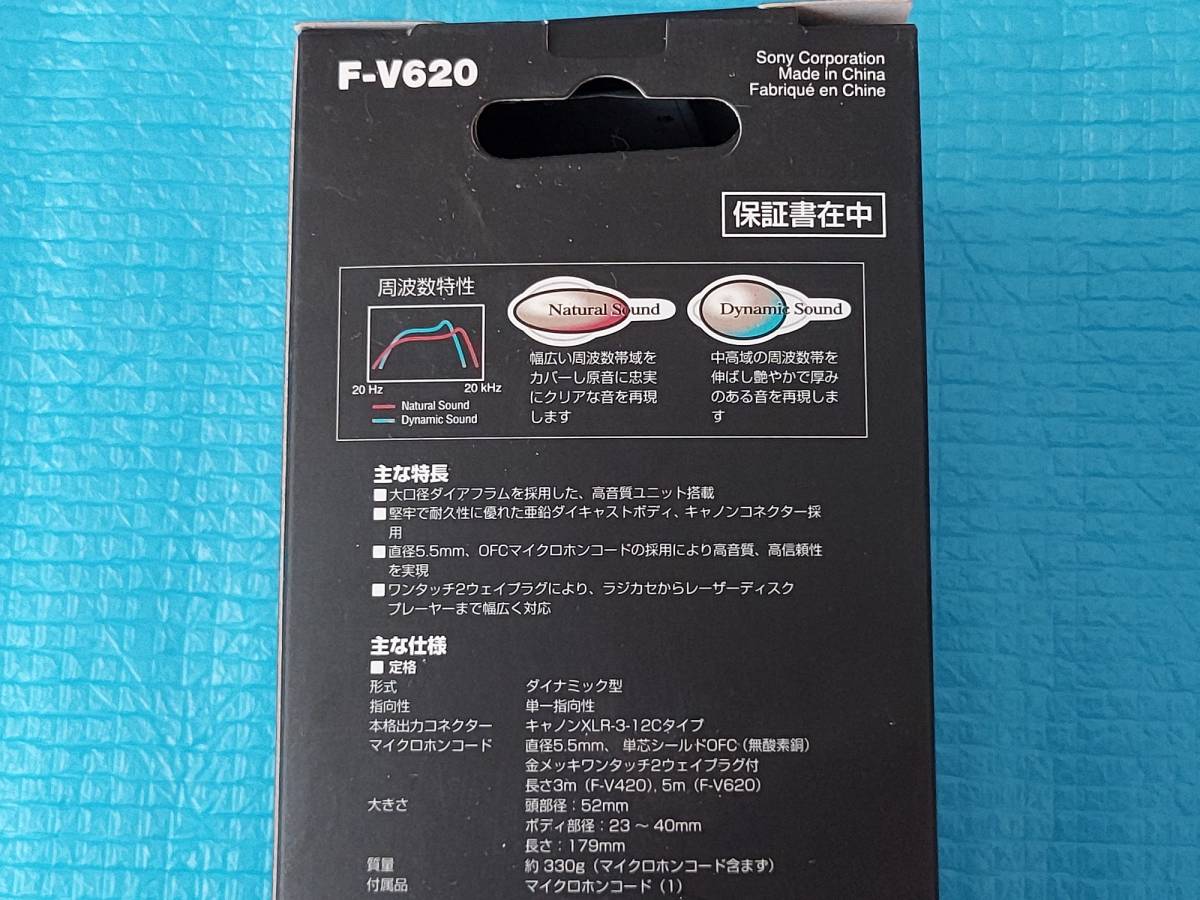 F-V620
Sony Corporation
Made in China
Fabriqué en Chine
保証書在中
周波数特性
20 Hz
20 kHz
Natural Sound
Dynamic Sound
Natural Sound
幅広い周波数帯域を
カバーし原音に忠実
にクリアな音を再現
します
Dynamic Sound
中高域の周波数帯を
伸ばし艶やかで厚み
のある音を再現しま
す
主な特長
■大口径ダイアフラムを採用した、高音質ユニット搭載
■堅牢で耐久性に優れた亜鉛ダイキャストボディ、キャノンコネクター採
用
■直径5.5mm、OFCマイクロホンコードの採用により高音質、高信頼性
を実現
■ワンタッチ2ウェイプラグにより、ラジカセからレーザーディスク
プレーヤーまで幅広く対応
主な仕様
■定格
形式 ダイナミック型
指向性 単一指向性
本格出力コネクター キャノンXLR-3-12Cタイプ
マイクロホンコード 直径5.5mm、単芯シールドOFC（無酸素銅）
金メッキワンタッチ2ウェイプラグ付
長さ3m（F-V420）, 5m（F-V620）
大きさ 頭部径：52mm
ボディ部径：23 ～ 40mm
長さ：179mm
質量 約 330g（マイクロホンコード含まず）
付属品 マイクロホンコード（1）